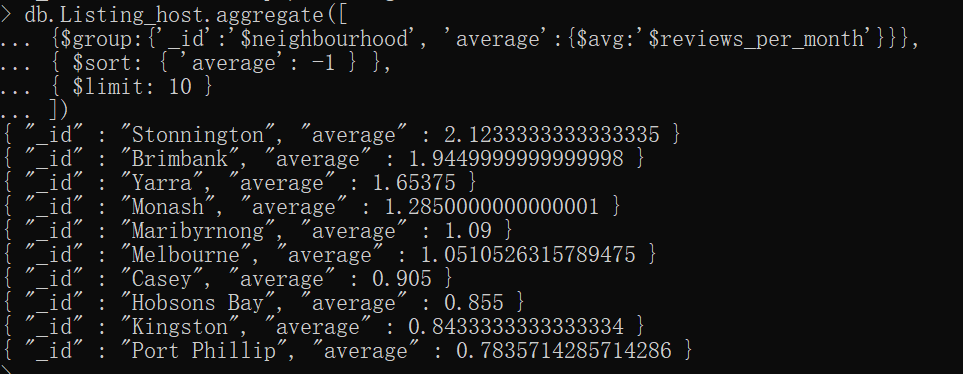 > db.Listing_host.aggregate([
... {$group:{'_id':'$neighbourhood', 'average':{$avg:'$reviews_per_month'}}},
... { $sort: { 'average': -1 } },
... { $limit: 10 }
... ])
{ "_id" : "Stonnington", "average" : 2.1233333333333335 }
{ "_id" : "Brimbank", "average" : 1.9449999999999998 }
{ "_id" : "Yarra", "average" : 1.65375 }
{ "_id" : "Monash", "average" : 1.2850000000000001 }
{ "_id" : "Maribyrnong", "average" : 1.09 }
{ "_id" : "Melbourne", "average" : 1.0510526315789475 }
{ "_id" : "Casey", "average" : 0.905 }
{ "_id" : "Hobsons Bay", "average" : 0.855 }
{ "_id" : "Kingston", "average" : 0.8433333333333334 }
{ "_id" : "Port Phillip", "average" : 0.7835714285714286 }